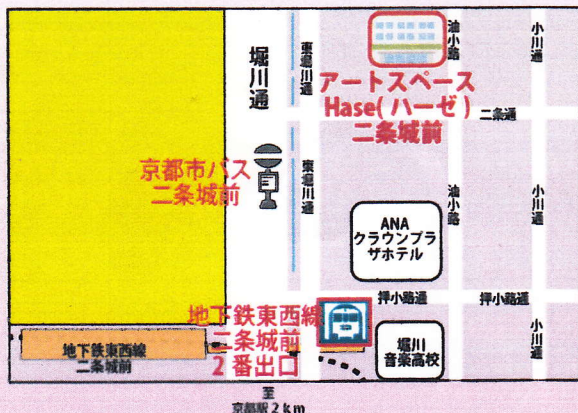 堀川通
東堀川通
油小路
小川通
アートスペース
Hase(ハーゼ)
二条城前
二条通
京都市バス
二条城前
東堀川通
油小路
小川通
ANA
クラウンプラ
ザホテル
押小路通
押小路通
地下鉄東西線
二条城前
2番出口
堀川
音楽高校
小川通
地下鉄東西線
二条城前
至
京都駅2km